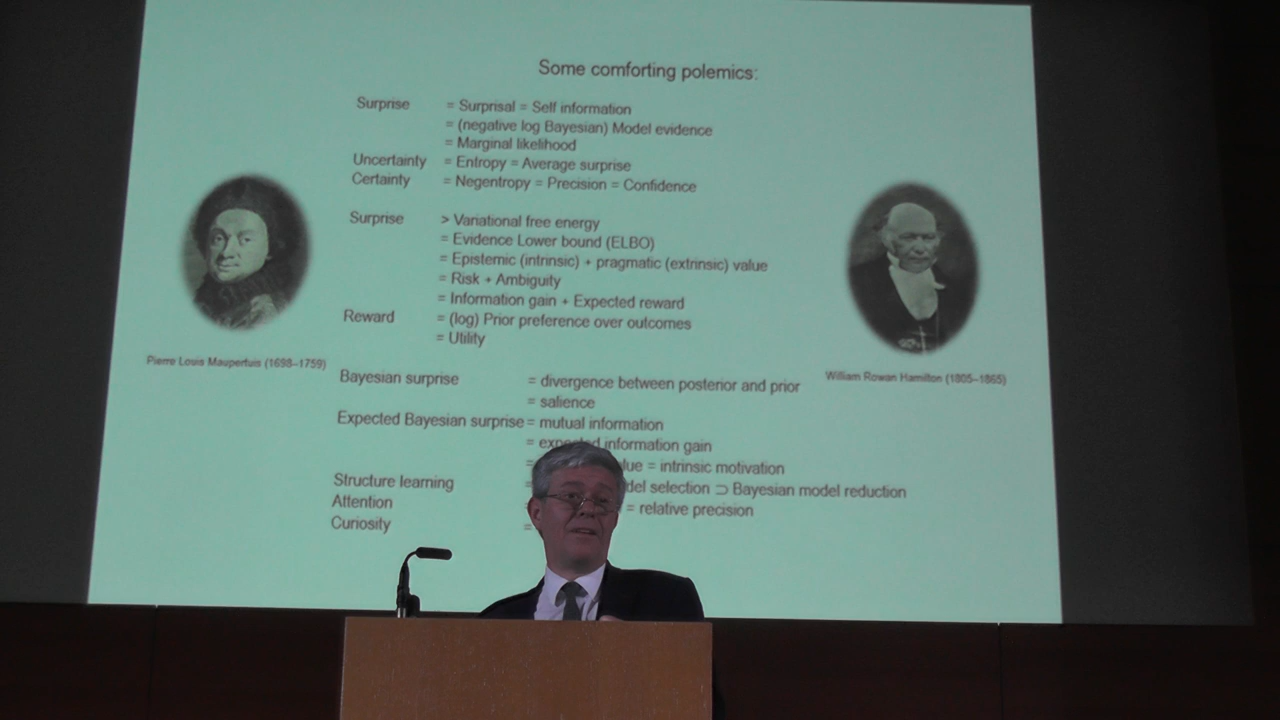 Some comforting polemics:
Surprise = Surprisal = Self information
= (negative log Bayesian) Model evidence
= Marginal likelihood
Uncertainty = Entropy = Average surprise
Certainty = Negentropy = Precision = Confidence
Surprise > Variational free energy
= Evidence Lower bound (ELBO)
= Epistemic (intrinsic) + pragmatic (extrinsic) value
= Risk + Ambiguity
= Information gain + Expected reward
Reward = (log) Prior preference over outcomes
= Utility
Pierre Louis Maupertuis (1698–1759)
William Rowan Hamilton (1805–1865)
Bayesian surprise = divergence between posterior and prior
= salience
Expected Bayesian surprise = mutual information
= expected information gain
= = intrinsic motivation
Structure learning = selection ⊃ Bayesian model reduction
Attention = relative precision
Curiosity =